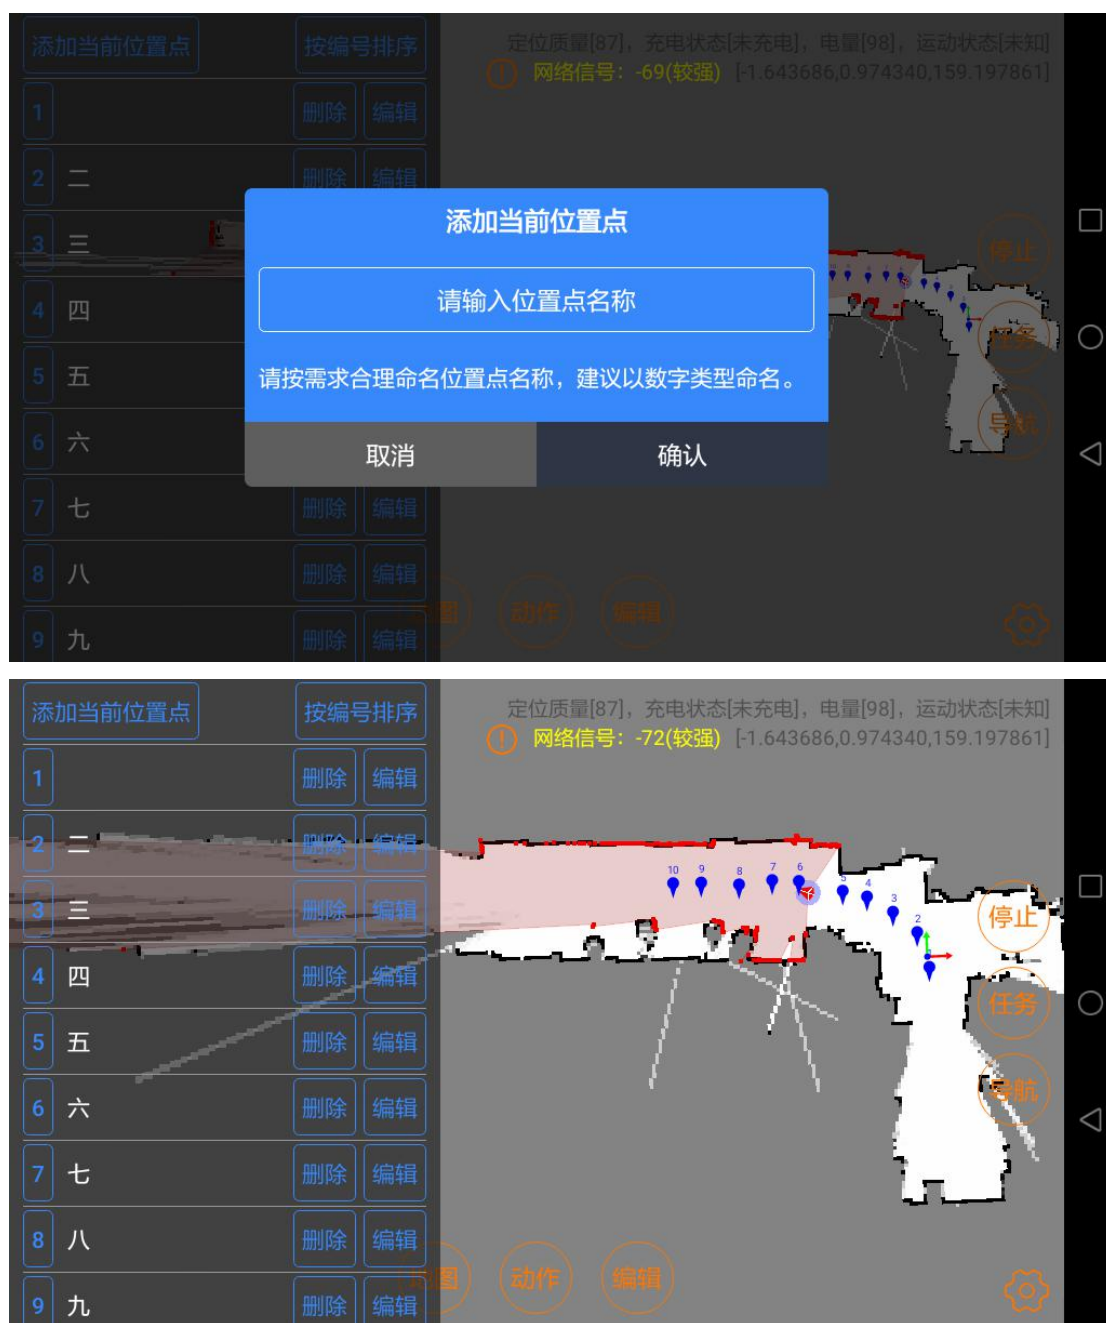 添加当前位置点 按编号排序 定位质量[87]，充电状态[未充电]，电量[98]，运动状态[未知]
网络信号：-69(较强) [-1.643686,0.974340,159.197861]
1 删除 编辑
2 二 删除 编辑
添加当前位置点
3 三
停止
请输入位置点名称
4 四
任务
5 五
请按需求合理命名位置点名称，建议以数字类型命名。
6 六
导航
取消 确认
7 七 删除 编辑
8 八 删除 编辑
地图 动作 编辑
9 九 删除 编辑
添加当前位置点 按编号排序 定位质量[87]，充电状态[未充电]，电量[98]，运动状态[未知]
网络信号：-72(较强) [-1.643686,0.974340,159.197861]
1 删除 编辑
2 二 删除 编辑
10 9 8 7 6 5 4 3 2
3 三 删除 编辑
停止
4 四 删除 编辑
任务
5 五 删除 编辑
导航
6 六 删除 编辑
7 七 删除 编辑
8 八 删除 编辑
地图 动作 编辑
9 九 删除 编辑